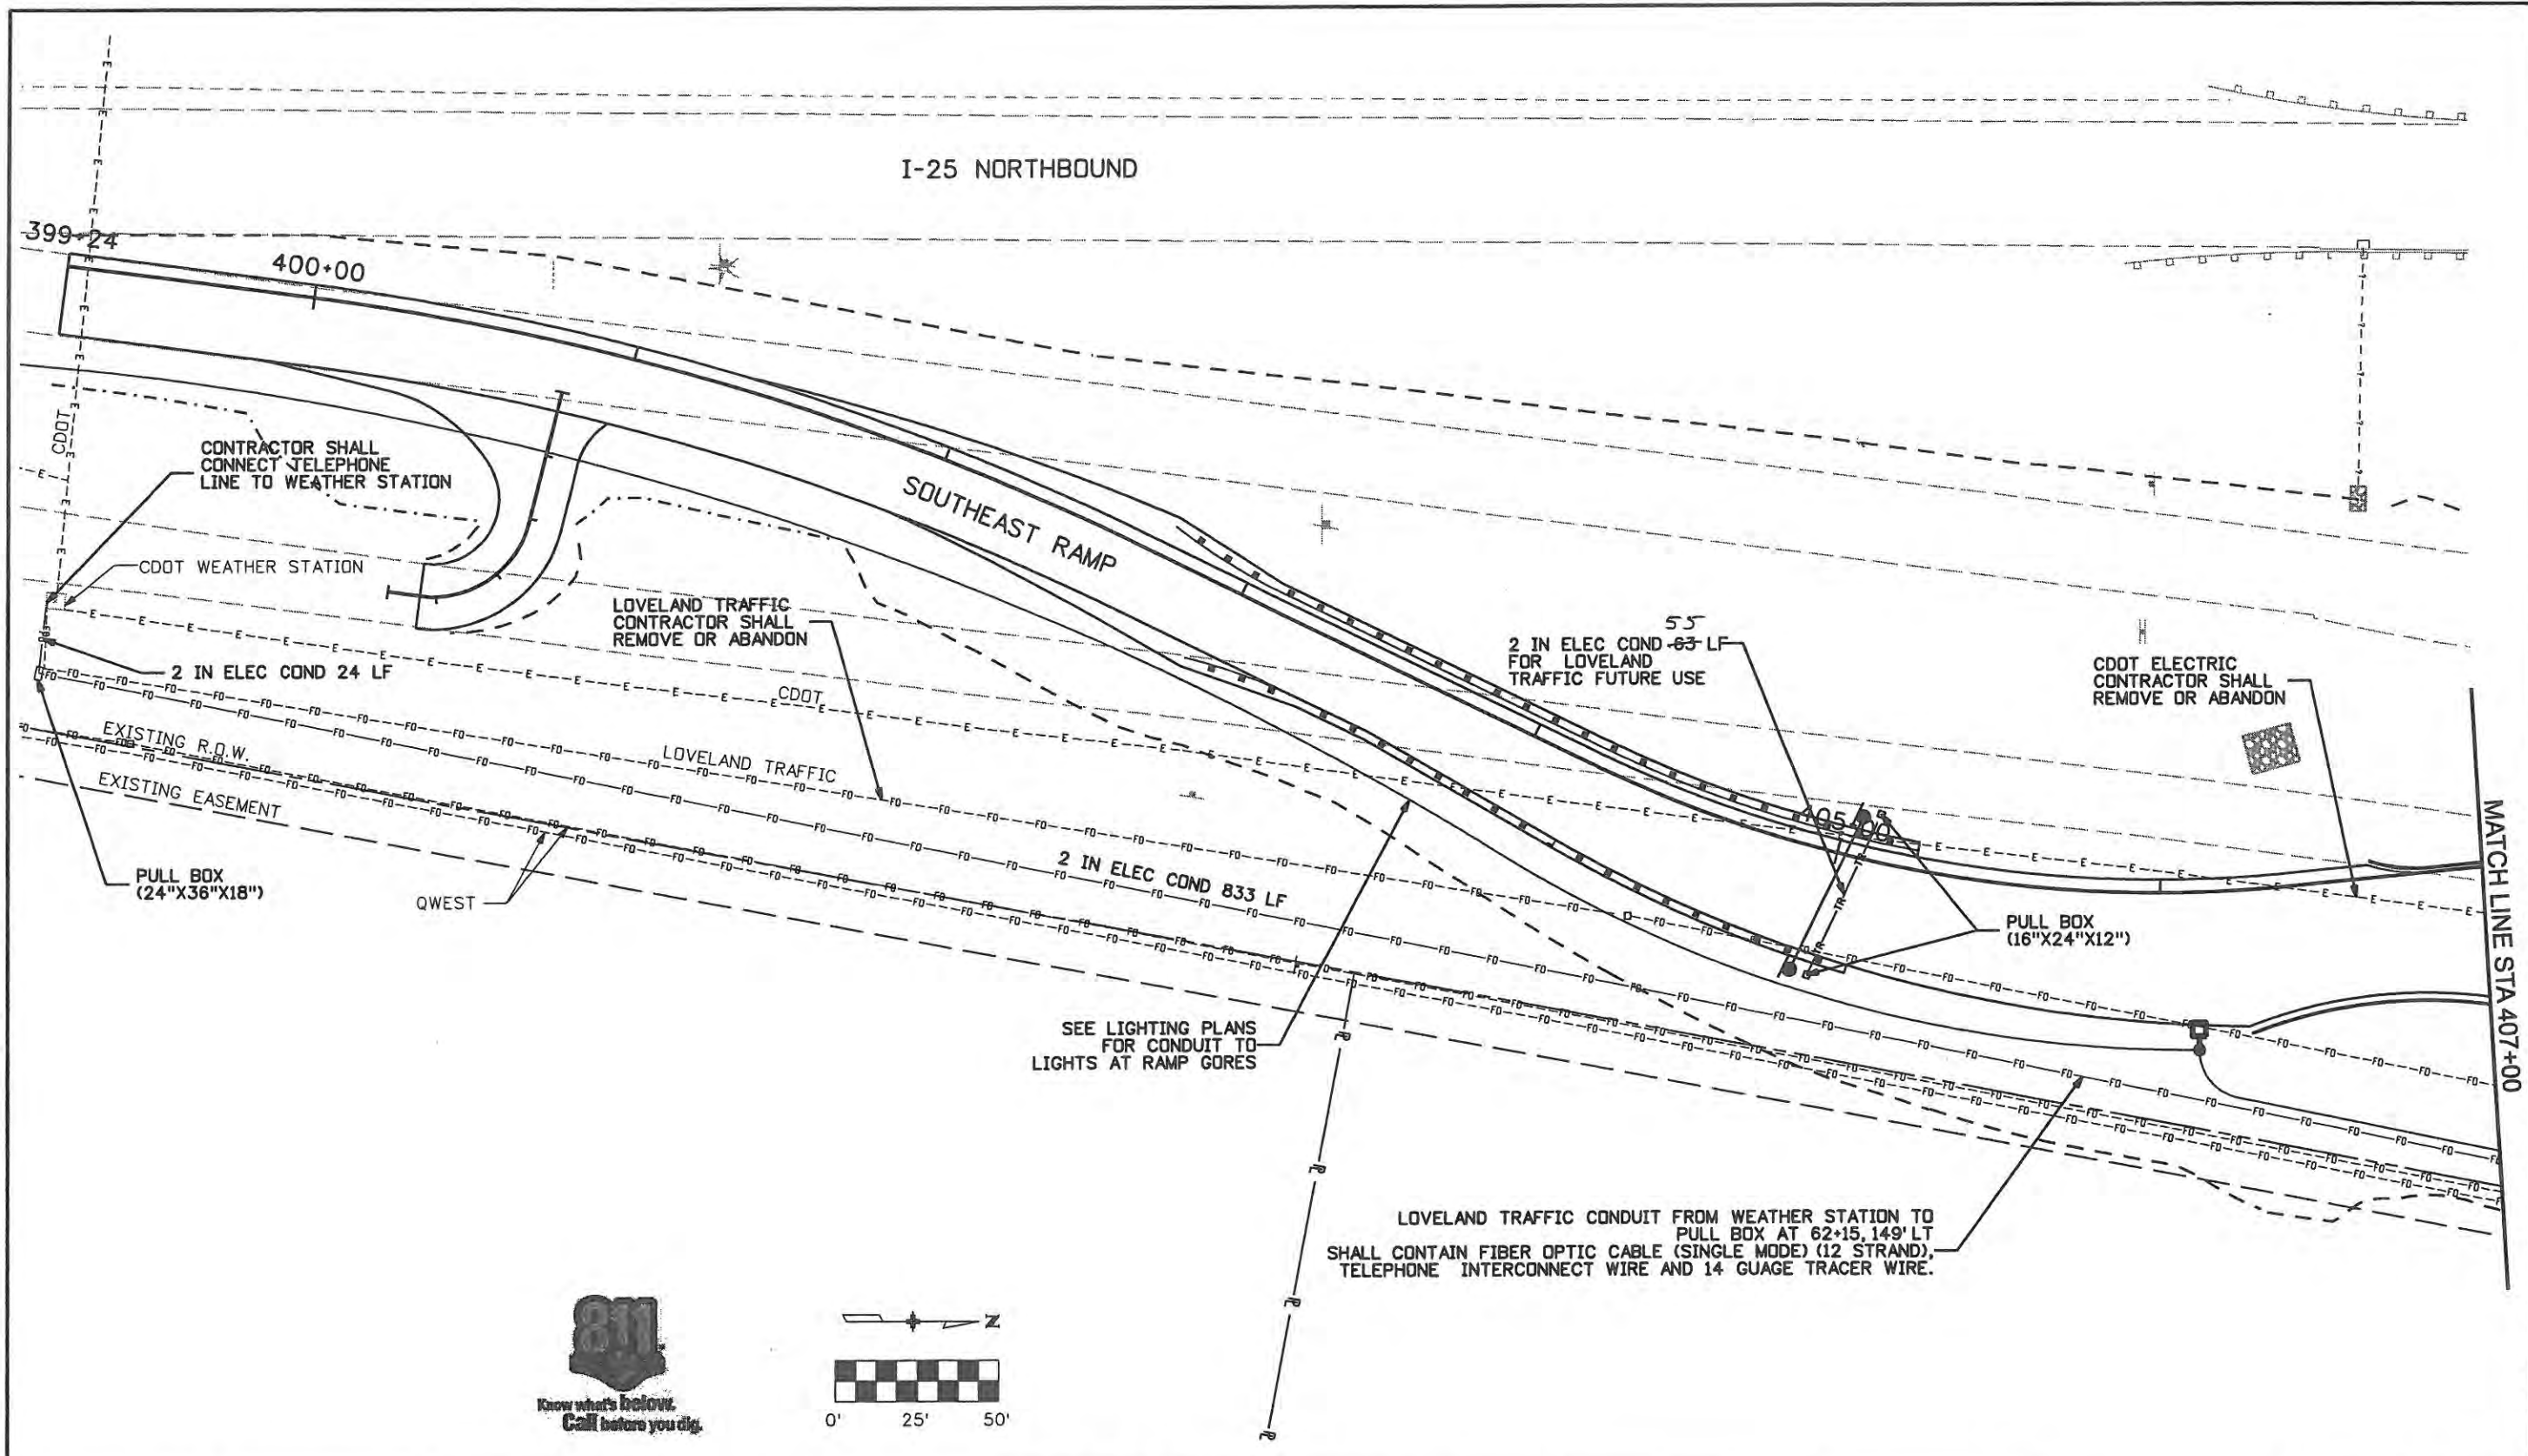 I-25 NORTHBOUND
399+24
400+00
CDOT
CONTRACTOR SHALL
CONNECT TELEPHONE
LINE TO WEATHER STATION
CDOT WEATHER STATION
SOUTHEAST RAMP
LOVELAND TRAFFIC
CONTRACTOR SHALL
REMOVE OR ABANDON
55
2 IN ELEC COND 63 LF
FOR LOVELAND
TRAFFIC FUTURE USE
CDOT ELECTRIC
CONTRACTOR SHALL
REMOVE OR ABANDON
2 IN ELEC COND 24 LF
CDOT
EXISTING R.O.W.
LOVELAND TRAFFIC
EXISTING EASEMENT
405+00
MATCH LINE STA 407+00
2 IN ELEC COND 833 LF
PULL BOX
(24"X36"X18")
QWEST
PULL BOX
(16"X24"X12")
SEE LIGHTING PLANS
FOR CONDUIT TO
LIGHTS AT RAMP GORES
LOVELAND TRAFFIC CONDUIT FROM WEATHER STATION TO
PULL BOX AT 62+15, 149' LT
SHALL CONTAIN FIBER OPTIC CABLE (SINGLE MODE) (12 STRAND),
TELEPHONE INTERCONNECT WIRE AND 14 GUAGE TRACER WIRE.
811
Know what's below.
Call before you dig.
N
0' 25' 50'